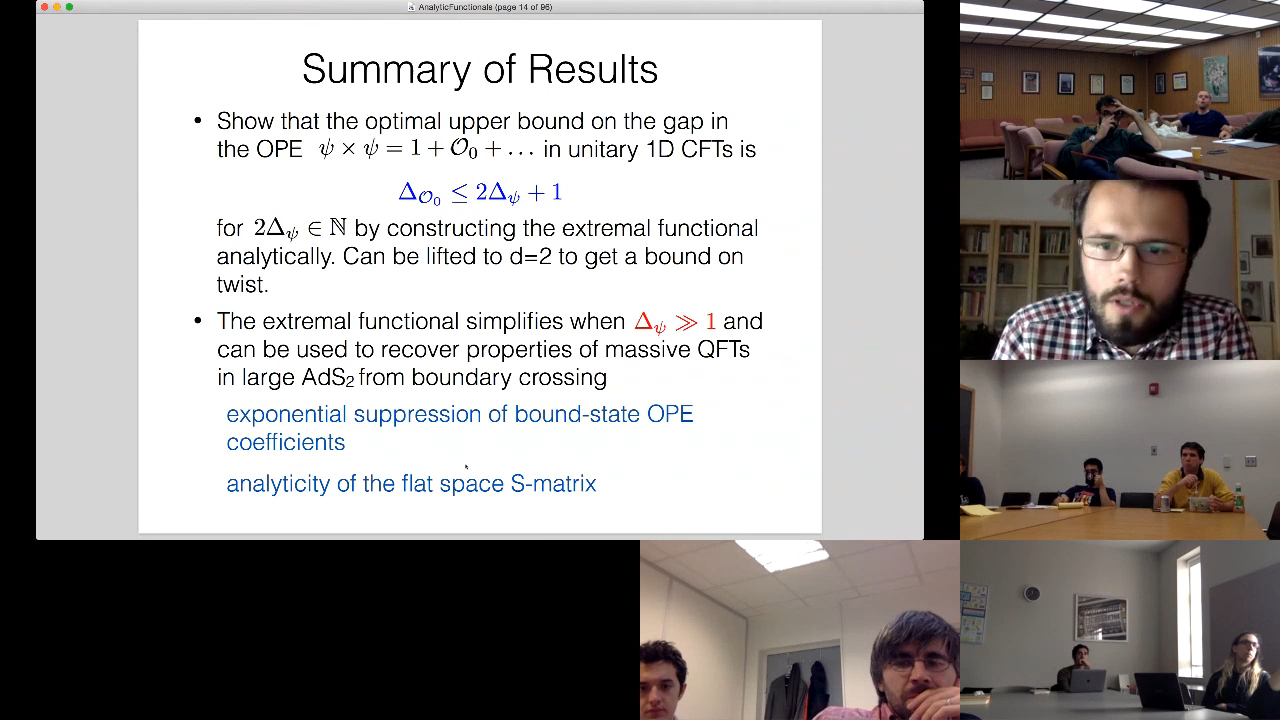 AnalyticFunctionals (page 14 of 96)
Summary of Results
• Show that the optimal upper bound on the gap in
the OPE ψ × ψ = 1 + 𝒪₀ + … in unitary 1D CFTs is
Δ_𝒪₀ ≤ 2Δ_ψ + 1
for 2Δ_ψ ∈ ℕ by constructing the extremal functional
analytically. Can be lifted to d=2 to get a bound on
twist.
• The extremal functional simplifies when Δ_ψ ≫ 1 and
can be used to recover properties of massive QFTs
in large AdS₂ from boundary crossing
exponential suppression of bound-state OPE
coefficients
analyticity of the flat space S-matrix